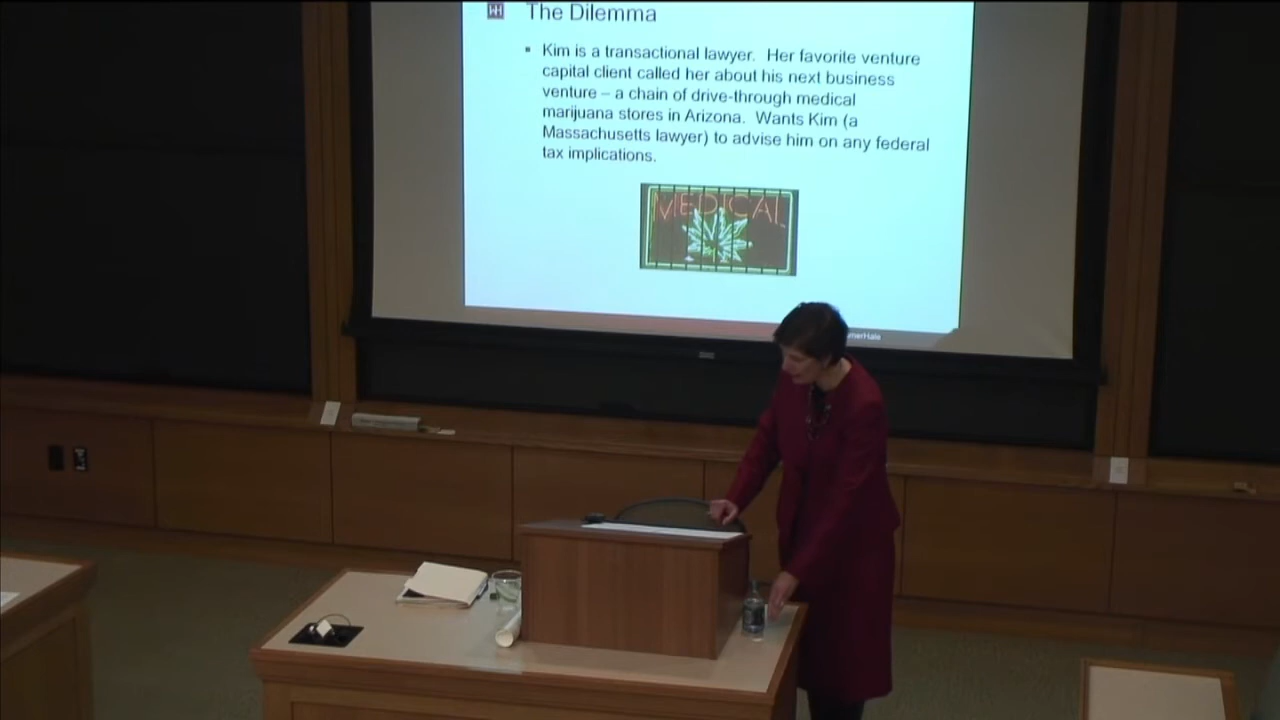 WH The Dilemma
▪ Kim is a transactional lawyer. Her favorite venture
capital client called her about his next business
venture – a chain of drive-through medical
marijuana stores in Arizona. Wants Kim (a
Massachusetts lawyer) to advise him on any federal
tax implications.
MEDICAL
merHale